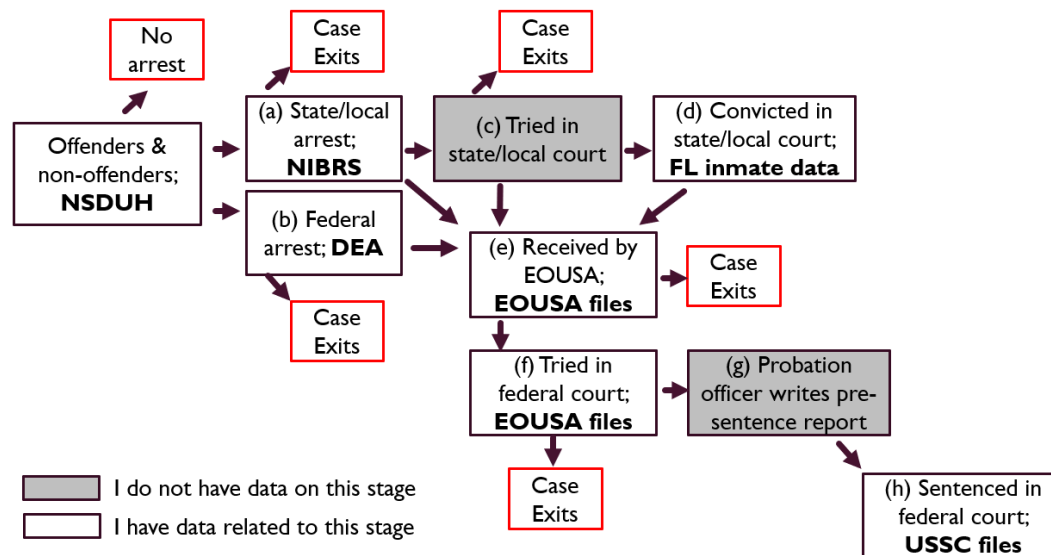 No
arrest
Case
Exits
Case
Exits
Offenders &
non-offenders;
NSDUH
(a) State/local
arrest;
NIBRS
(c) Tried in
state/local court
(d) Convicted in
state/local court;
FL inmate data
(b) Federal
arrest; DEA
(e) Received by
EOUSA;
EOUSA files
Case
Exits
Case
Exits
(f) Tried in
federal court;
EOUSA files
(g) Probation
officer writes pre-
sentence report
Case
Exits
(h) Sentenced in
federal court;
USSC files
I do not have data on this stage
I have data related to this stage